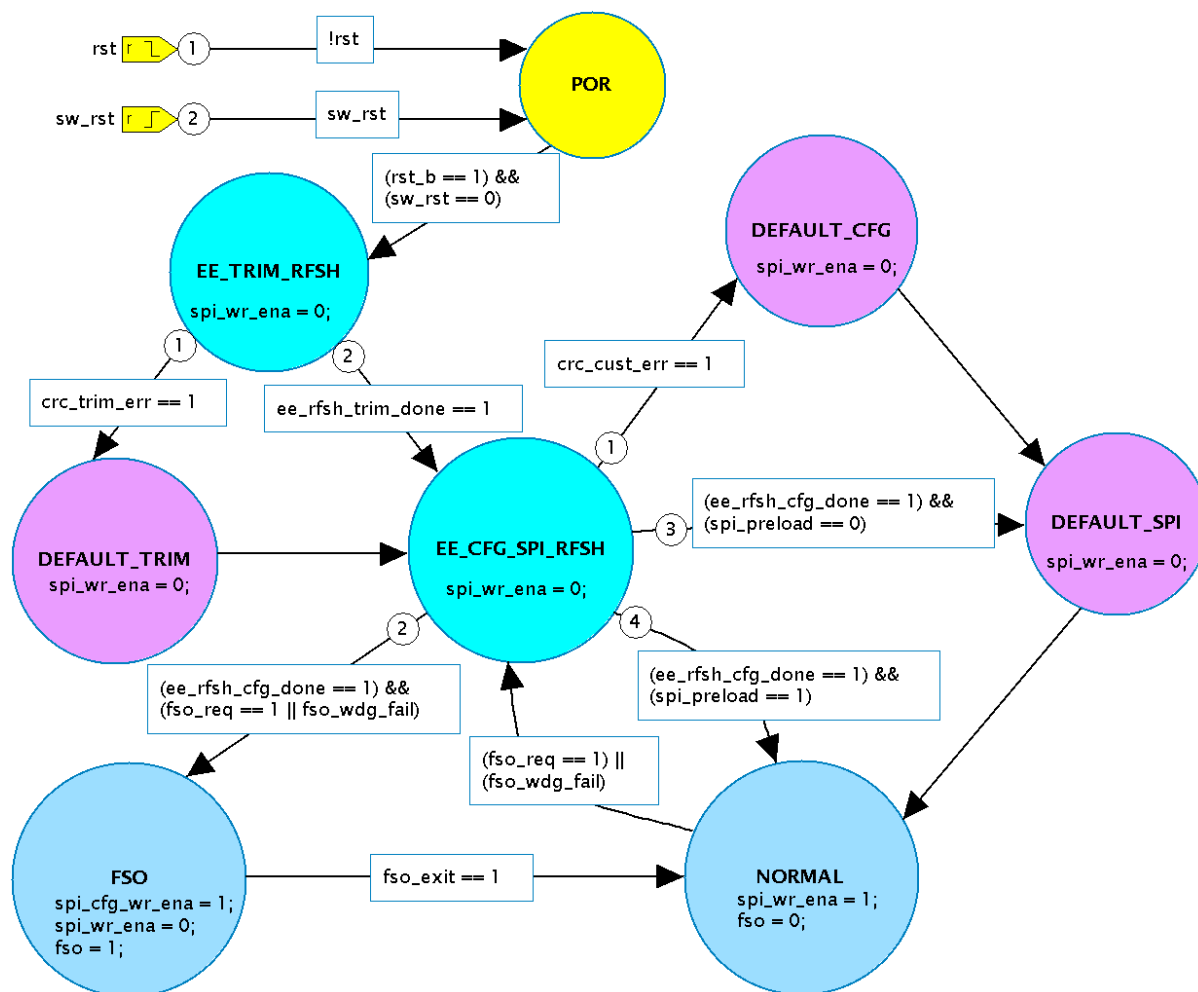 rst
r
1
!rst
sw_rst
r
2
sw_rst
POR
(rst_b == 1) &&
(sw_rst == 0)
EE_TRIM_RFSH
spi_wr_ena = 0;
DEFAULT_CFG
spi_wr_ena = 0;
1
2
crc_trim_err == 1
ee_rfsh_trim_done == 1
crc_cust_err == 1
1
DEFAULT_TRIM
spi_wr_ena = 0;
EE_CFG_SPI_RFSH
spi_wr_ena = 0;
3
(ee_rfsh_cfg_done == 1) &&
(spi_preload == 0)
DEFAULT_SPI
spi_wr_ena = 0;
2
4
(ee_rfsh_cfg_done == 1) &&
(fso_req == 1 || fso_wdg_fail)
(ee_rfsh_cfg_done == 1) &&
(spi_preload == 1)
(fso_req == 1) ||
(fso_wdg_fail)
FSO
spi_cfg_wr_ena = 1;
spi_wr_ena = 0;
fso = 1;
fso_exit == 1
NORMAL
spi_wr_ena = 1;
fso = 0;